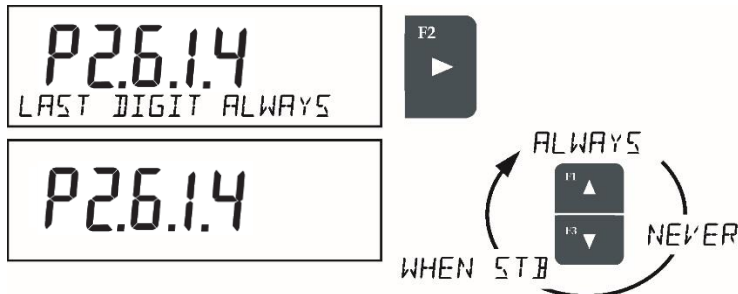 P2.6.1.4
LAST DIGIT ALWAYS
F2
P2.6.1.4
ALWAYS
F1
F3
NEVER
WHEN STB